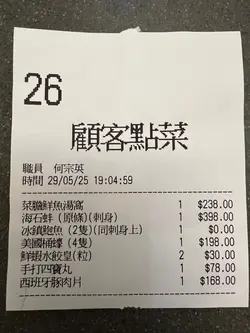 26
顧客點菜
職員 何宗英
時間 29/05/25 19:04:59
菜膽鮮魚湯窩 1 $238.00
海石蚌 (原條)(刺身) 1 $398.00
冰鎮鮑魚 (2隻)(同刺身上) 1 $0.00
美國桶蠔 (4隻) 1 $198.00
鮮蝦水餃皇(粒) 2 $30.00
手打四寶丸 1 $78.00
西班牙豚肉片 1 $168.00